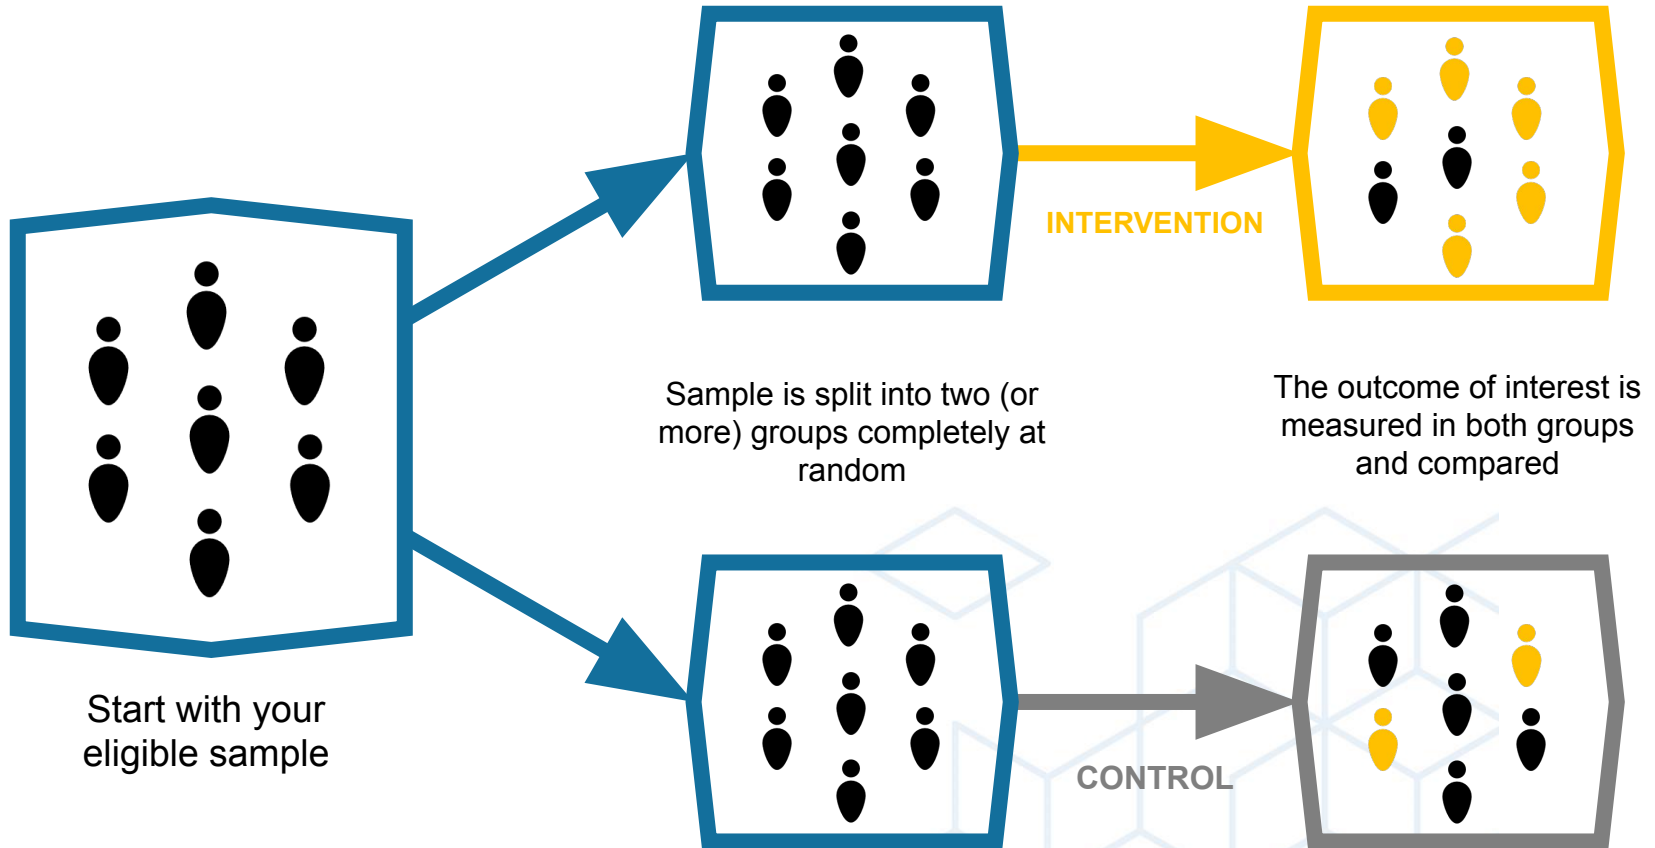 Start with your
eligible sample
Sample is split into two (or
more) groups completely at
random
INTERVENTION
The outcome of interest is
measured in both groups
and compared
CONTROL